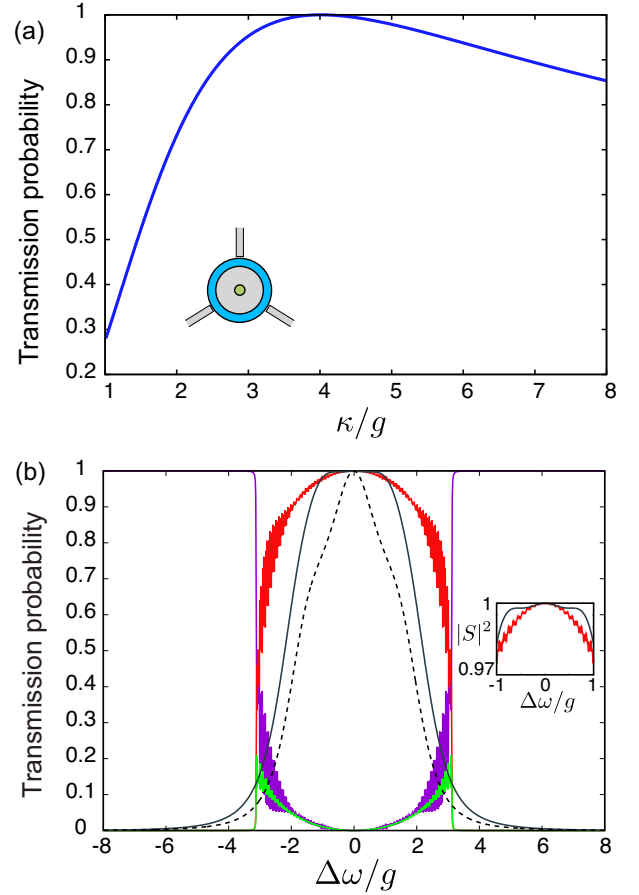 (a)
Transmission probability
1
0.9
0.8
0.7
0.6
0.5
0.4
0.3
0.2
1 2 3 4 5 6 7 8
κ/g
(b)
Transmission probability
1
0.9
0.8
0.7
0.6
0.5
0.4
0.3
0.2
0.1
0
-8 -6 -4 -2 0 2 4 6 8
Δω/g
1
|S|²
0.97
-1 0 1
Δω/g